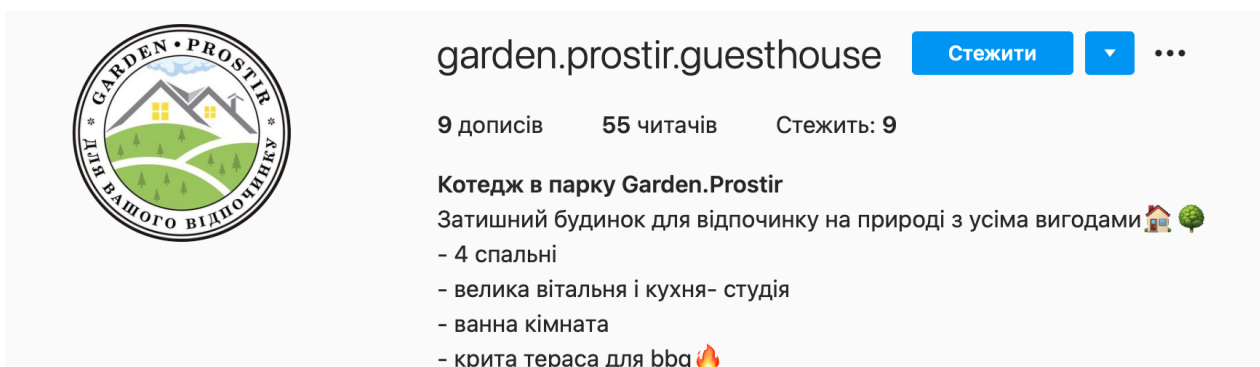 GARDEN • PROSTIR
* ДЛЯ ВАШОГО ВІДПОЧИНКУ *
garden.prostir.guesthouse
Стежити
9 дописів 55 читачів Стежить: 9
Котедж в парку Garden.Prostir
Затишний будинок для відпочинку на природі з усіма вигодами🏠🌳
- 4 спальні
- велика вітальня і кухня- студія
- ванна кімната
- крита тераса для bbq🔥